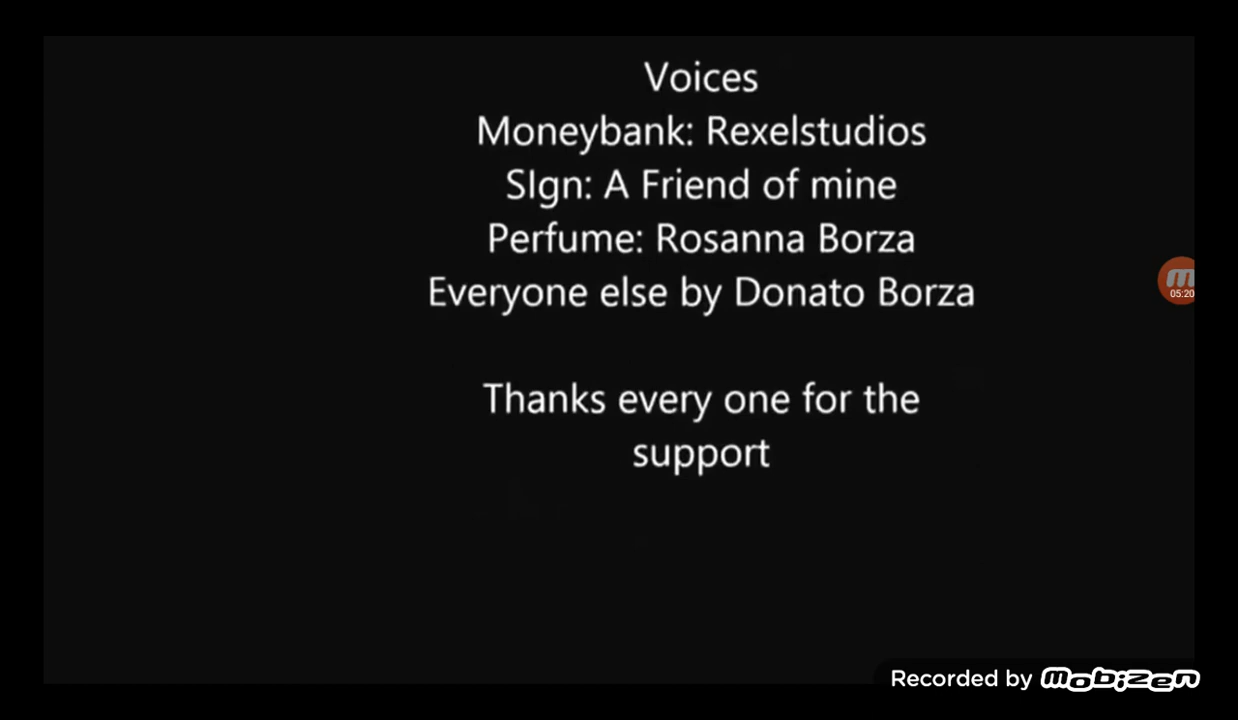 Voices
Moneybank: Rexelstudios
SIgn: A Friend of mine
Perfume: Rosanna Borza
Everyone else by Donato Borza
Thanks every one for the
support
05:20
Recorded by mobizen